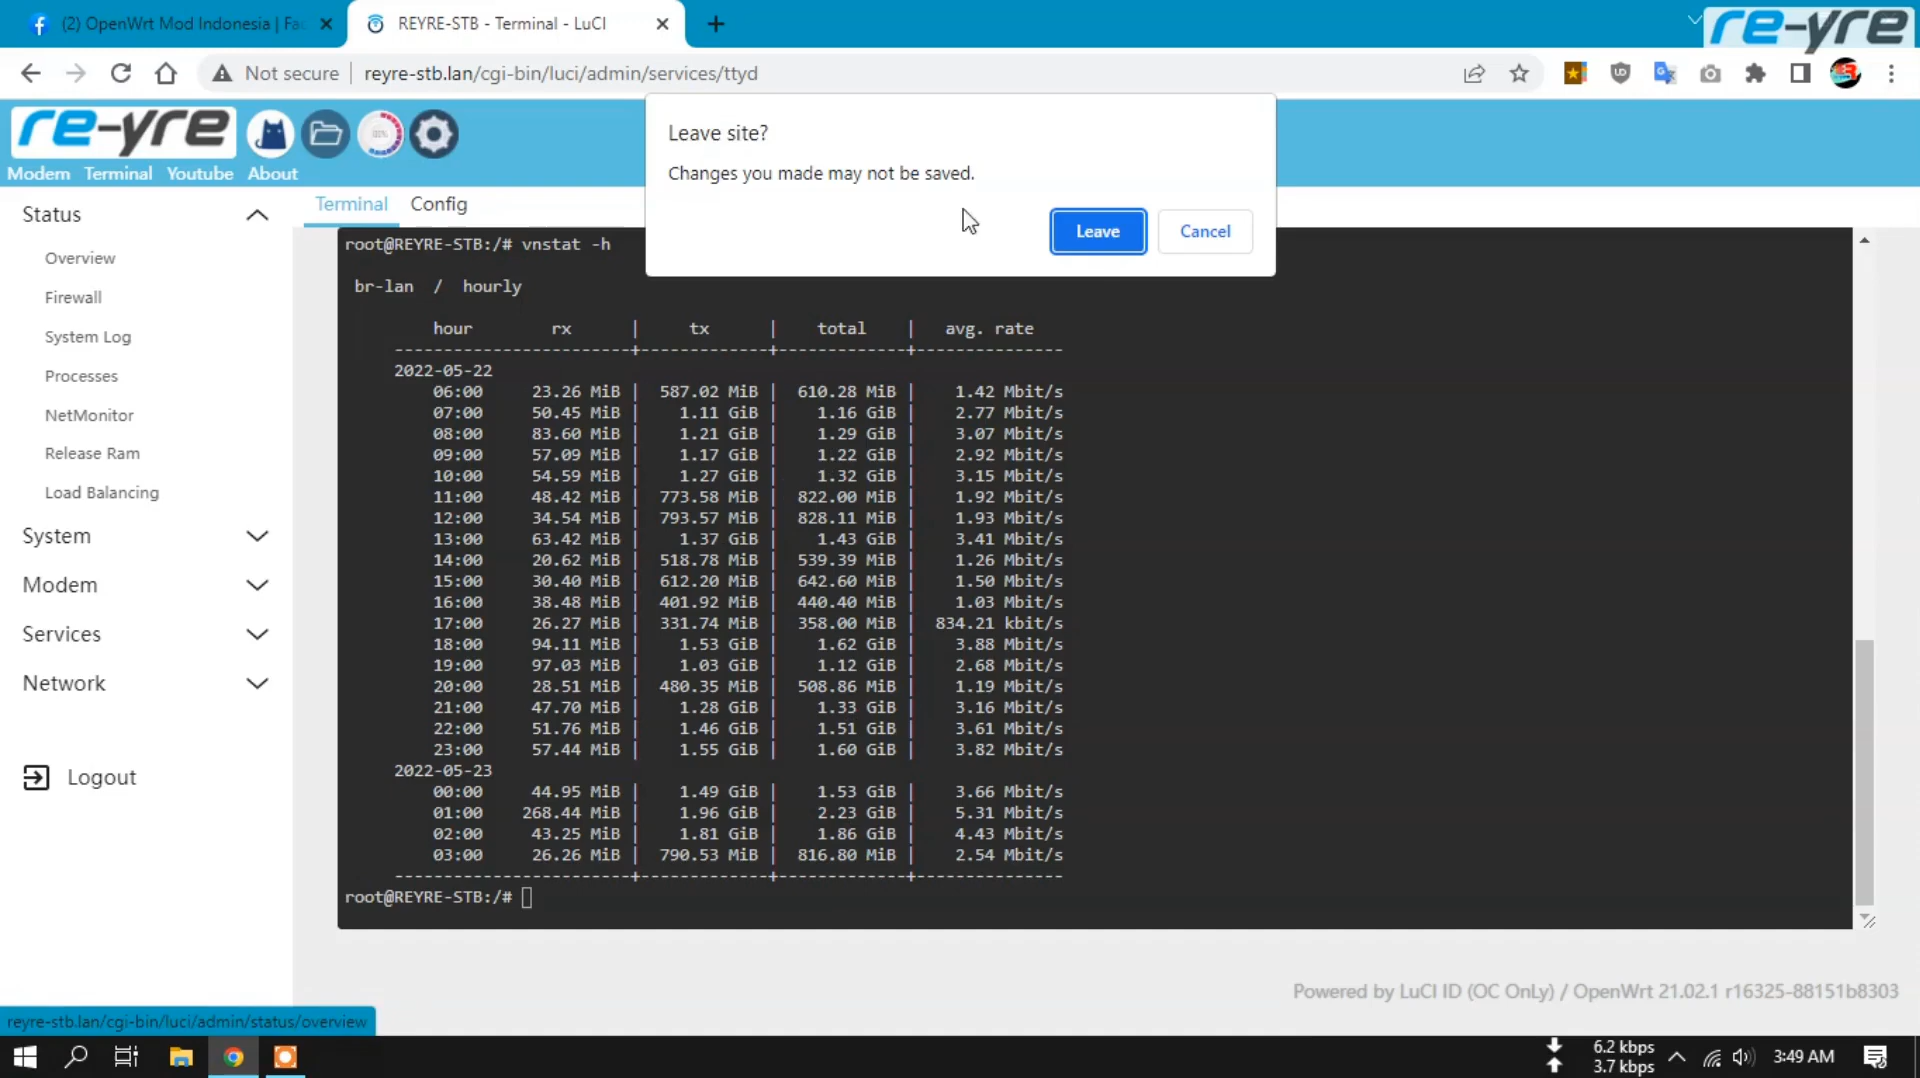 (2) OpenWrt Mod Indonesia | Fac
REYRE-STB - Terminal - LuCI
re-yre
Not secure
reyre-stb.lan/cgi-bin/luci/admin/services/ttyd
re-yre
Modem Terminal Youtube About
Leave site?
Changes you made may not be saved.
Leave
Cancel
Status
Overview
Firewall
System Log
Processes
NetMonitor
Release Ram
Load Balancing
System
Modem
Services
Network
Logout
Terminal
Config
root@REYRE-STB:/# vnstat -h
br-lan / hourly
hour rx | tx | total | avg. rate
------------------------+-------------+-------------+---------------
2022-05-22
06:00 23.26 MiB | 587.02 MiB | 610.28 MiB | 1.42 Mbit/s
07:00 50.45 MiB | 1.11 GiB | 1.16 GiB | 2.77 Mbit/s
08:00 83.60 MiB | 1.21 GiB | 1.29 GiB | 3.07 Mbit/s
09:00 57.09 MiB | 1.17 GiB | 1.22 GiB | 2.92 Mbit/s
10:00 54.59 MiB | 1.27 GiB | 1.32 GiB | 3.15 Mbit/s
11:00 48.42 MiB | 773.58 MiB | 822.00 MiB | 1.92 Mbit/s
12:00 34.54 MiB | 793.57 MiB | 828.11 MiB | 1.93 Mbit/s
13:00 63.42 MiB | 1.37 GiB | 1.43 GiB | 3.41 Mbit/s
14:00 20.62 MiB | 518.78 MiB | 539.39 MiB | 1.26 Mbit/s
15:00 30.40 MiB | 612.20 MiB | 642.60 MiB | 1.50 Mbit/s
16:00 38.48 MiB | 401.92 MiB | 440.40 MiB | 1.03 Mbit/s
17:00 26.27 MiB | 331.74 MiB | 358.00 MiB | 834.21 kbit/s
18:00 94.11 MiB | 1.53 GiB | 1.62 GiB | 3.88 Mbit/s
19:00 97.03 MiB | 1.03 GiB | 1.12 GiB | 2.68 Mbit/s
20:00 28.51 MiB | 480.35 MiB | 508.86 MiB | 1.19 Mbit/s
21:00 47.70 MiB | 1.28 GiB | 1.33 GiB | 3.16 Mbit/s
22:00 51.76 MiB | 1.46 GiB | 1.51 GiB | 3.61 Mbit/s
23:00 57.44 MiB | 1.55 GiB | 1.60 GiB | 3.82 Mbit/s
2022-05-23
00:00 44.95 MiB | 1.49 GiB | 1.53 GiB | 3.66 Mbit/s
01:00 268.44 MiB | 1.96 GiB | 2.23 GiB | 5.31 Mbit/s
02:00 43.25 MiB | 1.81 GiB | 1.86 GiB | 4.43 Mbit/s
03:00 26.26 MiB | 790.53 MiB | 816.80 MiB | 2.54 Mbit/s
------------------------+-------------+-------------+---------------
root@REYRE-STB:/#
Powered by LuCI ID (OC OnLy) / OpenWrt 21.02.1 r16325-88151b8303
reyre-stb.lan/cgi-bin/luci/admin/status/overview
6.2 kbps
3.7 kbps
3:49 AM